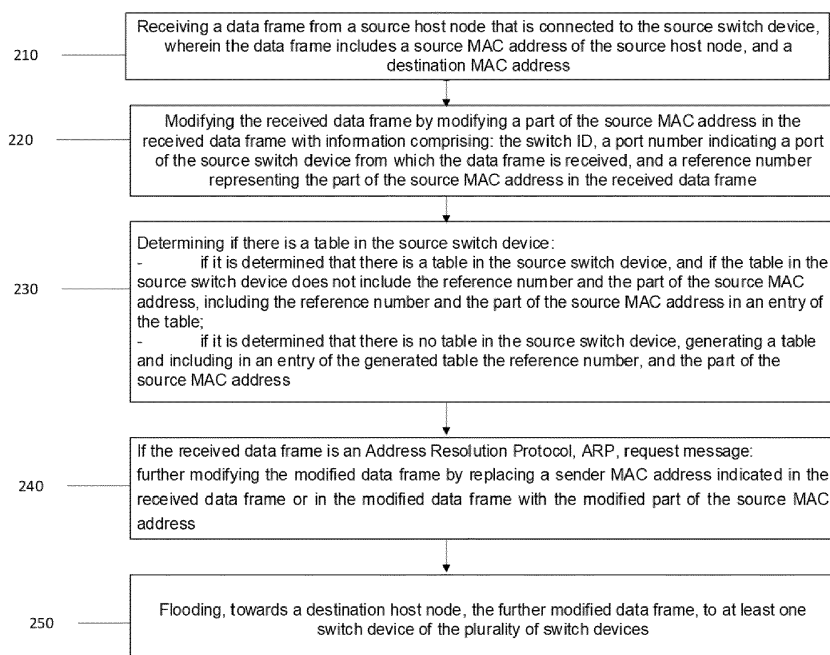 210
Receiving a data frame from a source host node that is connected to the source switch device,
wherein the data frame includes a source MAC address of the source host node, and a
destination MAC address
220
Modifying the received data frame by modifying a part of the source MAC address in the
received data frame with information comprising: the switch ID, a port number indicating a port
of the source switch device from which the data frame is received, and a reference number
representing the part of the source MAC address in the received data frame
230
Determining if there is a table in the source switch device:
- if it is determined that there is a table in the source switch device, and if the table in the
source switch device does not include the reference number and the part of the source MAC
address, including the reference number and the part of the source MAC address in an entry of
the table;
- if it is determined that there is no table in the source switch device, generating a table
and including in an entry of the generated table the reference number, and the part of the
source MAC address
240
If the received data frame is an Address Resolution Protocol, ARP, request message:
further modifying the modified data frame by replacing a sender MAC address indicated in the
received data frame or in the modified data frame with the modified part of the source MAC
address
250
Flooding, towards a destination host node, the further modified data frame, to at least one
switch device of the plurality of switch devices